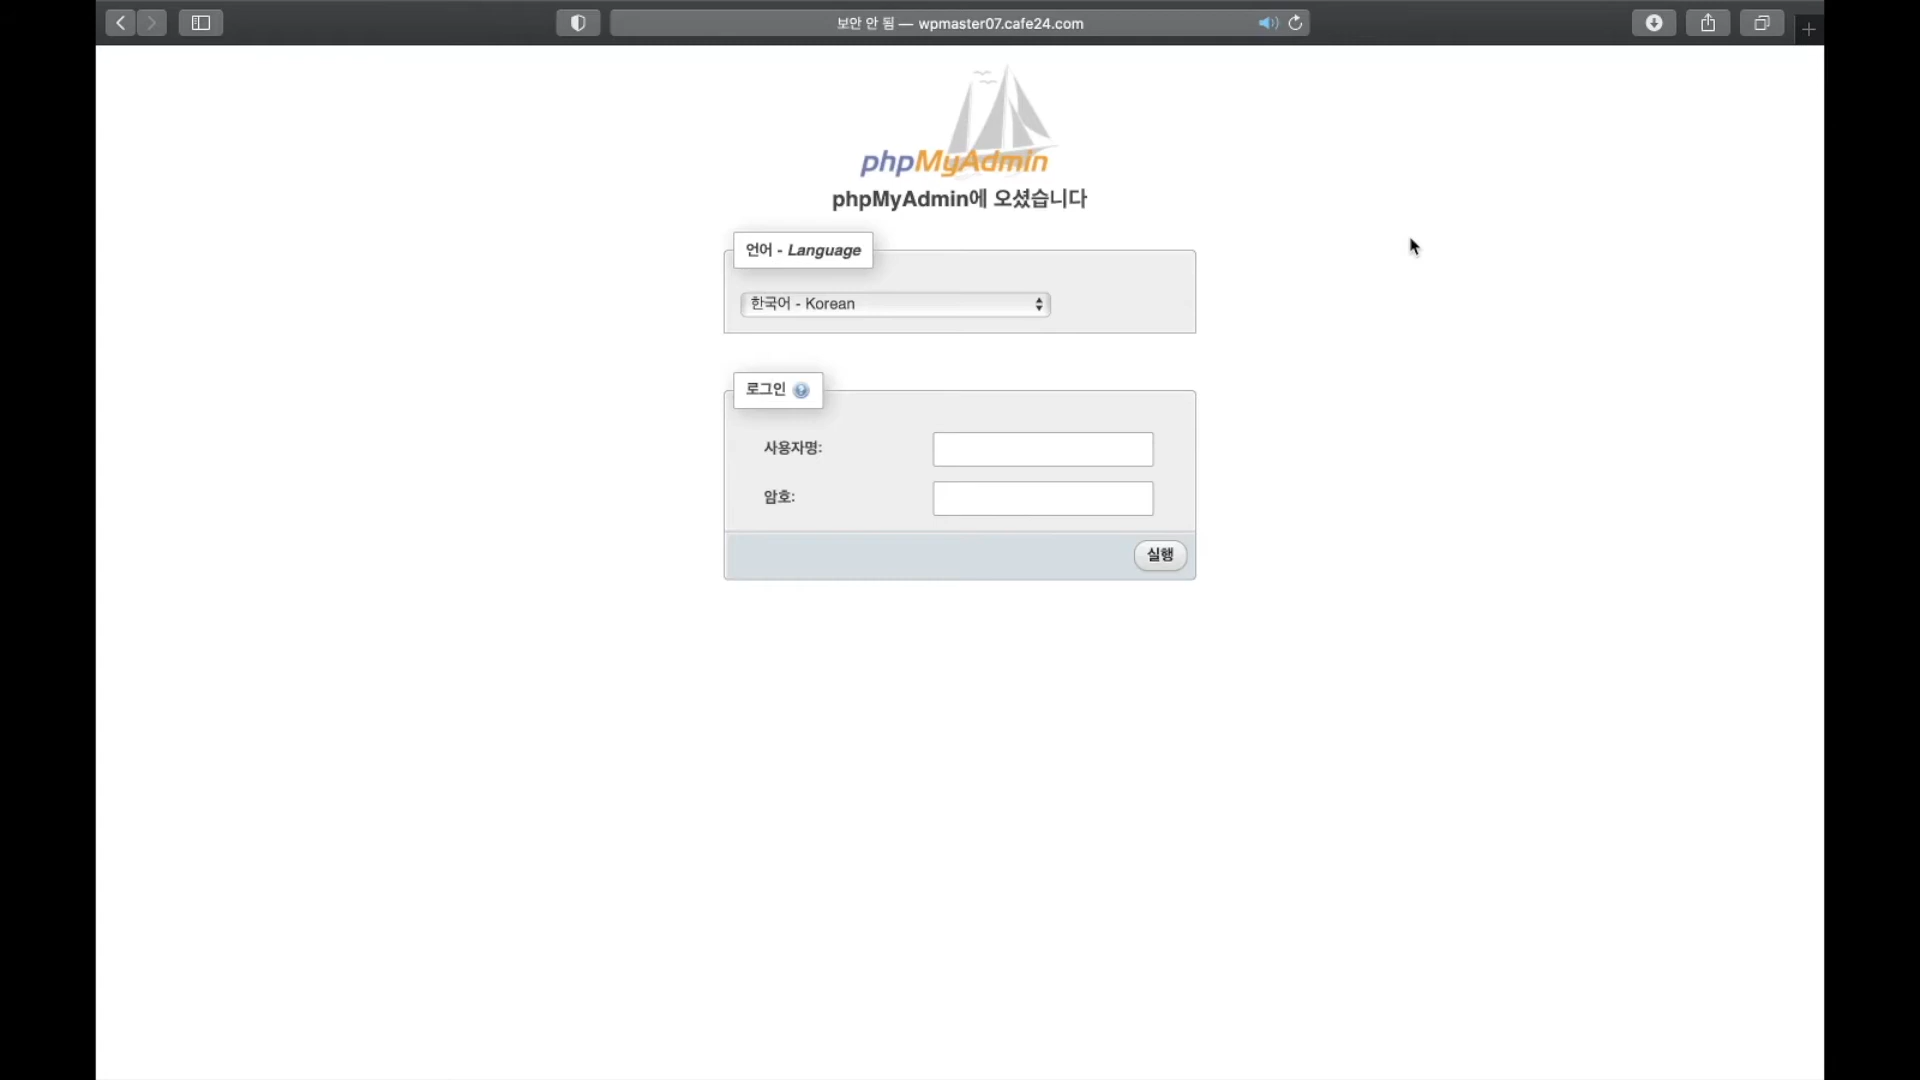 보안 안 됨 — wpmaster07.cafe24.com
phpMyAdmin
phpMyAdmin에 오셨습니다
언어 - Language
한국어 - Korean
로그인
사용자명:
암호:
실행